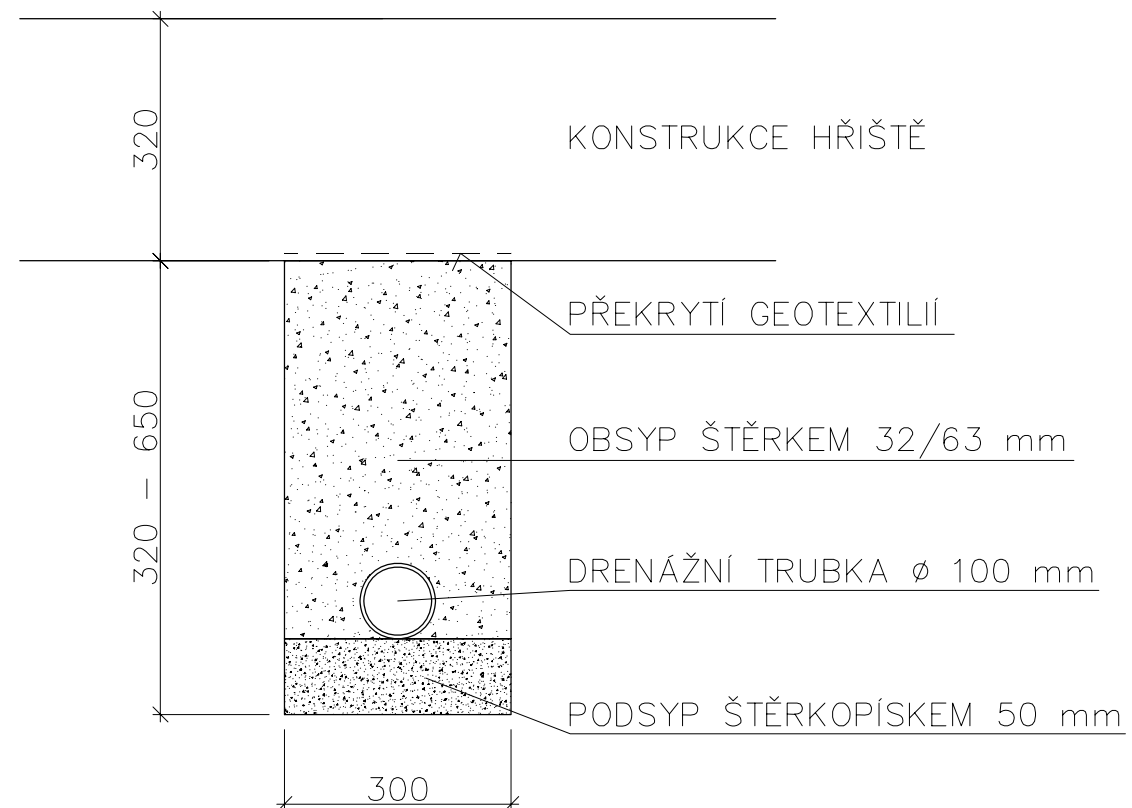 320
KONSTRUKCE HŘIŠTĚ
PŘEKRYTÍ GEOTEXTILIÍ
320 – 650
OBSYP ŠTĚRKEM 32/63 mm
DRENÁŽNÍ TRUBKA ø 100 mm
PODSYP ŠTĚRKOPÍSKEM 50 mm
300